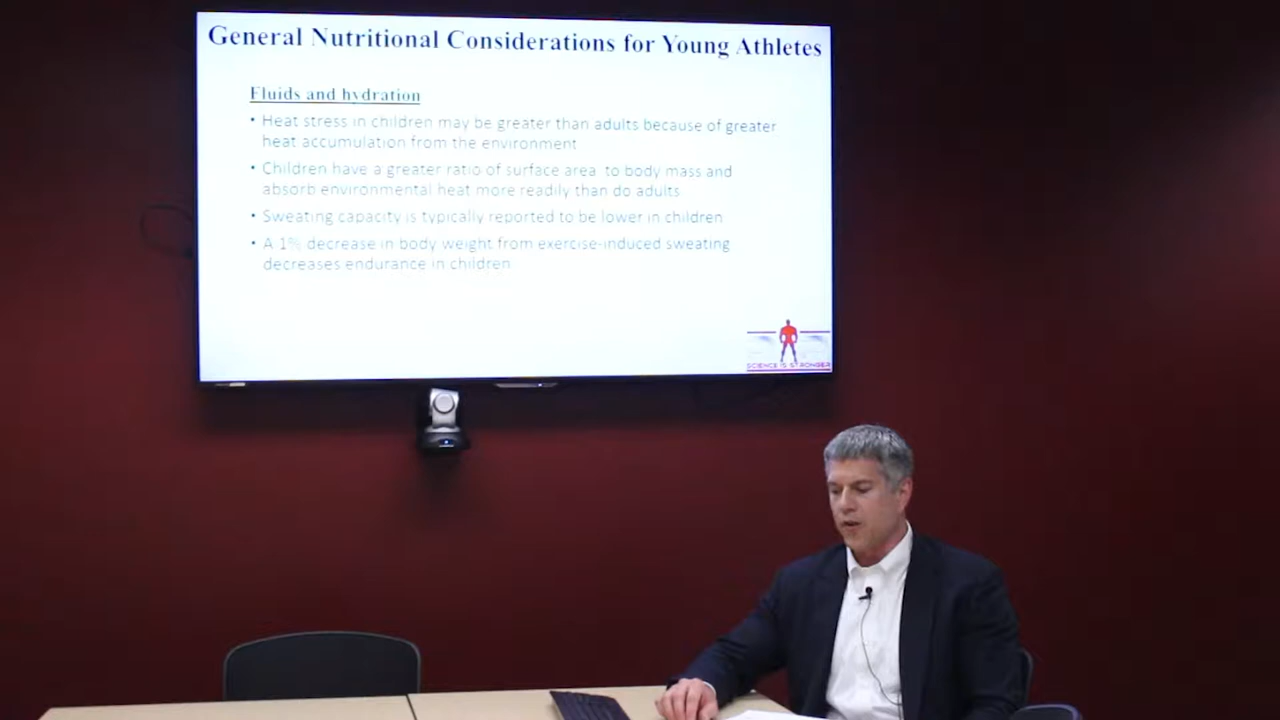 General Nutritional Considerations for Young Athletes
Fluids and hydration
• Heat stress in children may be greater than adults because of greater
heat accumulation from the environment
• Children have a greater ratio of surface area to body mass and
absorb environmental heat more readily than do adults
• Sweating capacity is typically reported to be lower in children
• A 1% decrease in body weight from exercise-induced sweating
decreases endurance in children
SCIENCE IS STRONGER